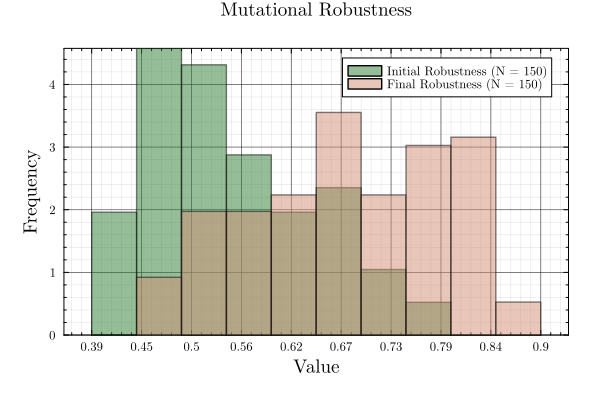 Mutational Robustness
Initial Robustness (N = 150)
Final Robustness (N = 150)
Frequency
4
3
2
1
0
0.39 0.45 0.5 0.56 0.62 0.67 0.73 0.79 0.84 0.9
Value